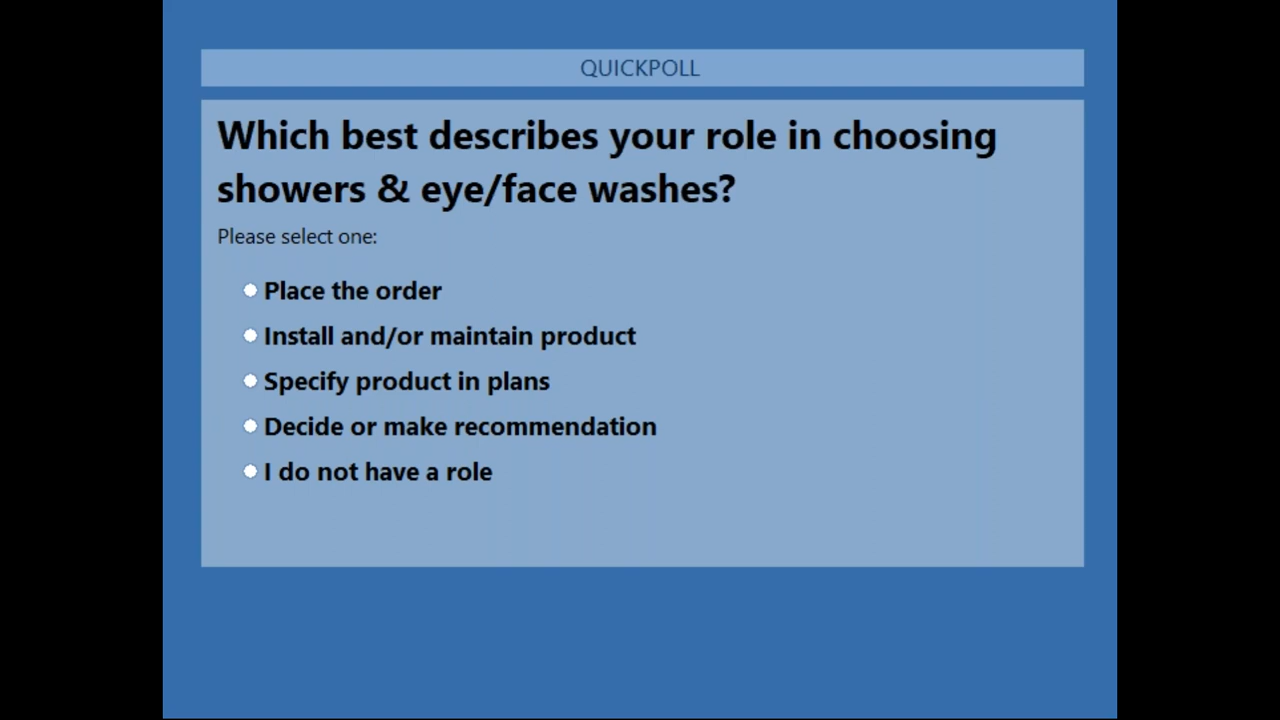 QUICKPOLL
Which best describes your role in choosing
showers & eye/face washes?
Please select one:
Place the order
Install and/or maintain product
Specify product in plans
Decide or make recommendation
I do not have a role